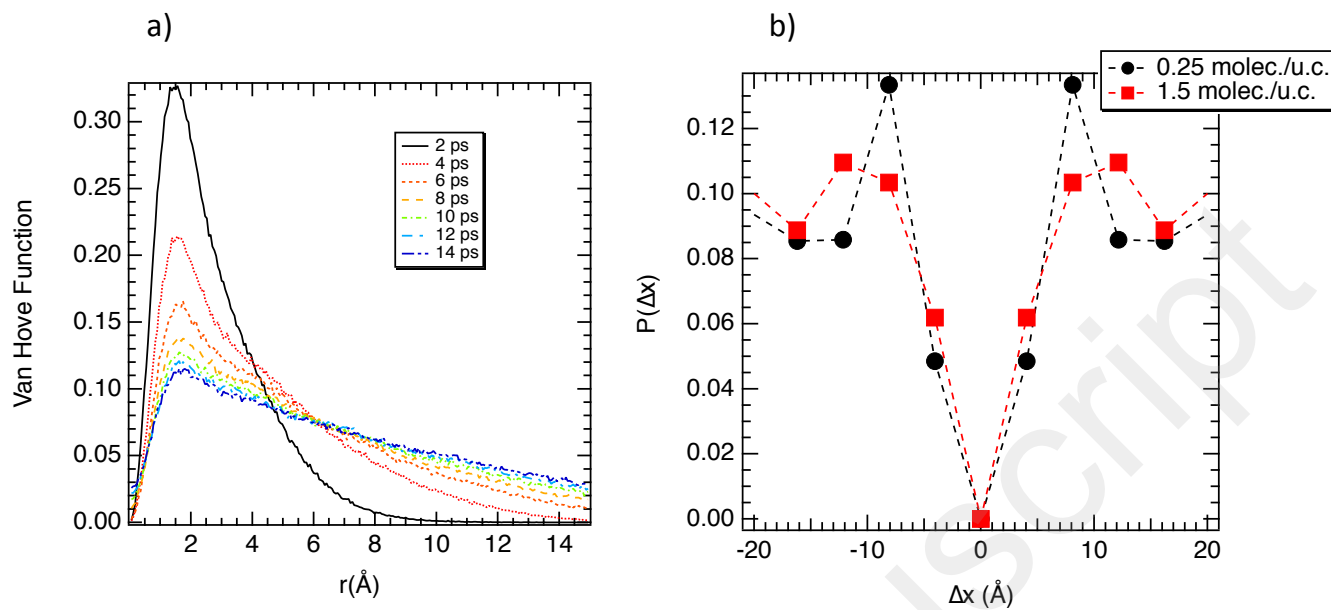 a)
b)
Van Hove Function
0.30
0.25
0.20
0.15
0.10
0.05
0.00
2 ps
4 ps
6 ps
8 ps
10 ps
12 ps
14 ps
2
4
6
8
10
12
14
r(Å)
0.25 molec./u.c.
1.5 molec./u.c.
P(Δx)
0.12
0.10
0.08
0.06
0.04
0.02
0.00
-20
-10
0
10
20
Δx (Å)
uscript